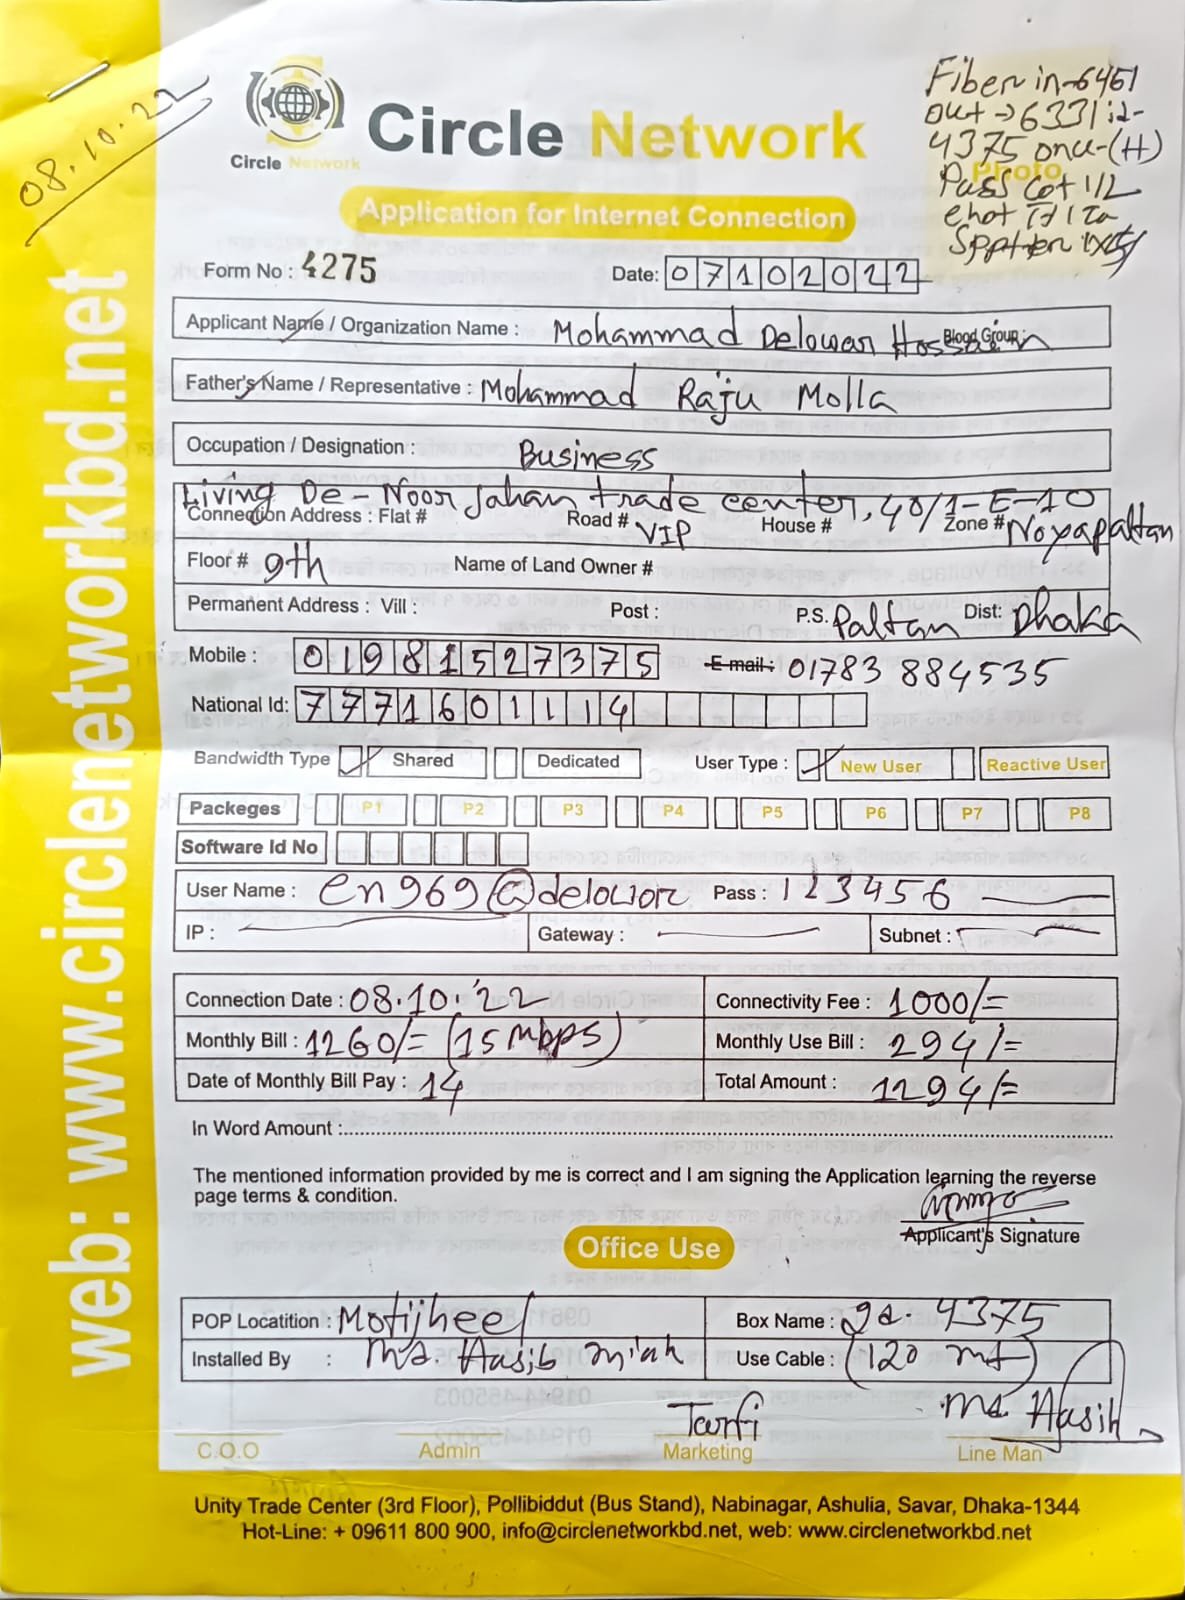 08.10.22
Fiber in-6451
out → 6331 id-
4375 onu-(H)
Photo
Pass Cot 1/2
Circle Network
Circle Network
Application for Internet Connection
Form No : 4275
Date: 07102022
Applicant Name / Organization Name : Mohammad Delowar Hossain Blood Group:
Father's Name / Representative : Mohammad Raju Molla
Occupation / Designation : Business
Living De-Noor Jahan trade center, 40/1-E-10
Connection Address : Flat # Road # VIP House # Zone # Noyapaltan
Floor # 9th Name of Land Owner #
Permanent Address : Vill : Post : P.S. Paltan Dist: Dhaka
Mobile : 01981527375 E-mail : 01783 884535
National Id: 7771601114
Bandwidth Type Shared Dedicated User Type : New User Reactive User
Packeges P1 P2 P3 P4 P5 P6 P7 P8
Software Id No
User Name : en969@delowar Pass : 123456
IP : Gateway : Subnet :
Connection Date : 08.10.'22 Connectivity Fee : 1000/=
Monthly Bill : 1260/= (15 Mbps) Monthly Use Bill : 294/=
Date of Monthly Bill Pay : 14 Total Amount : 1294/=
In Word Amount :
The mentioned information provided by me is correct and I am signing the Application learning the reverse
page terms & condition.
Applicant's Signature
Office Use
POP Locatition : Motijheel Box Name : 4375
Installed By : Md. Hasib miah Use Cable : (120 mt)
Tarfi Md. Hasib
C.O.O Admin Marketing Line Man
Unity Trade Center (3rd Floor), Pollibiddut (Bus Stand), Nabinagar, Ashulia, Savar, Dhaka-1344
Hot-Line: + 09611 800 900, info@circlenetworkbd.net, web: www.circlenetworkbd.net
web: www.circlenetworkbd.net